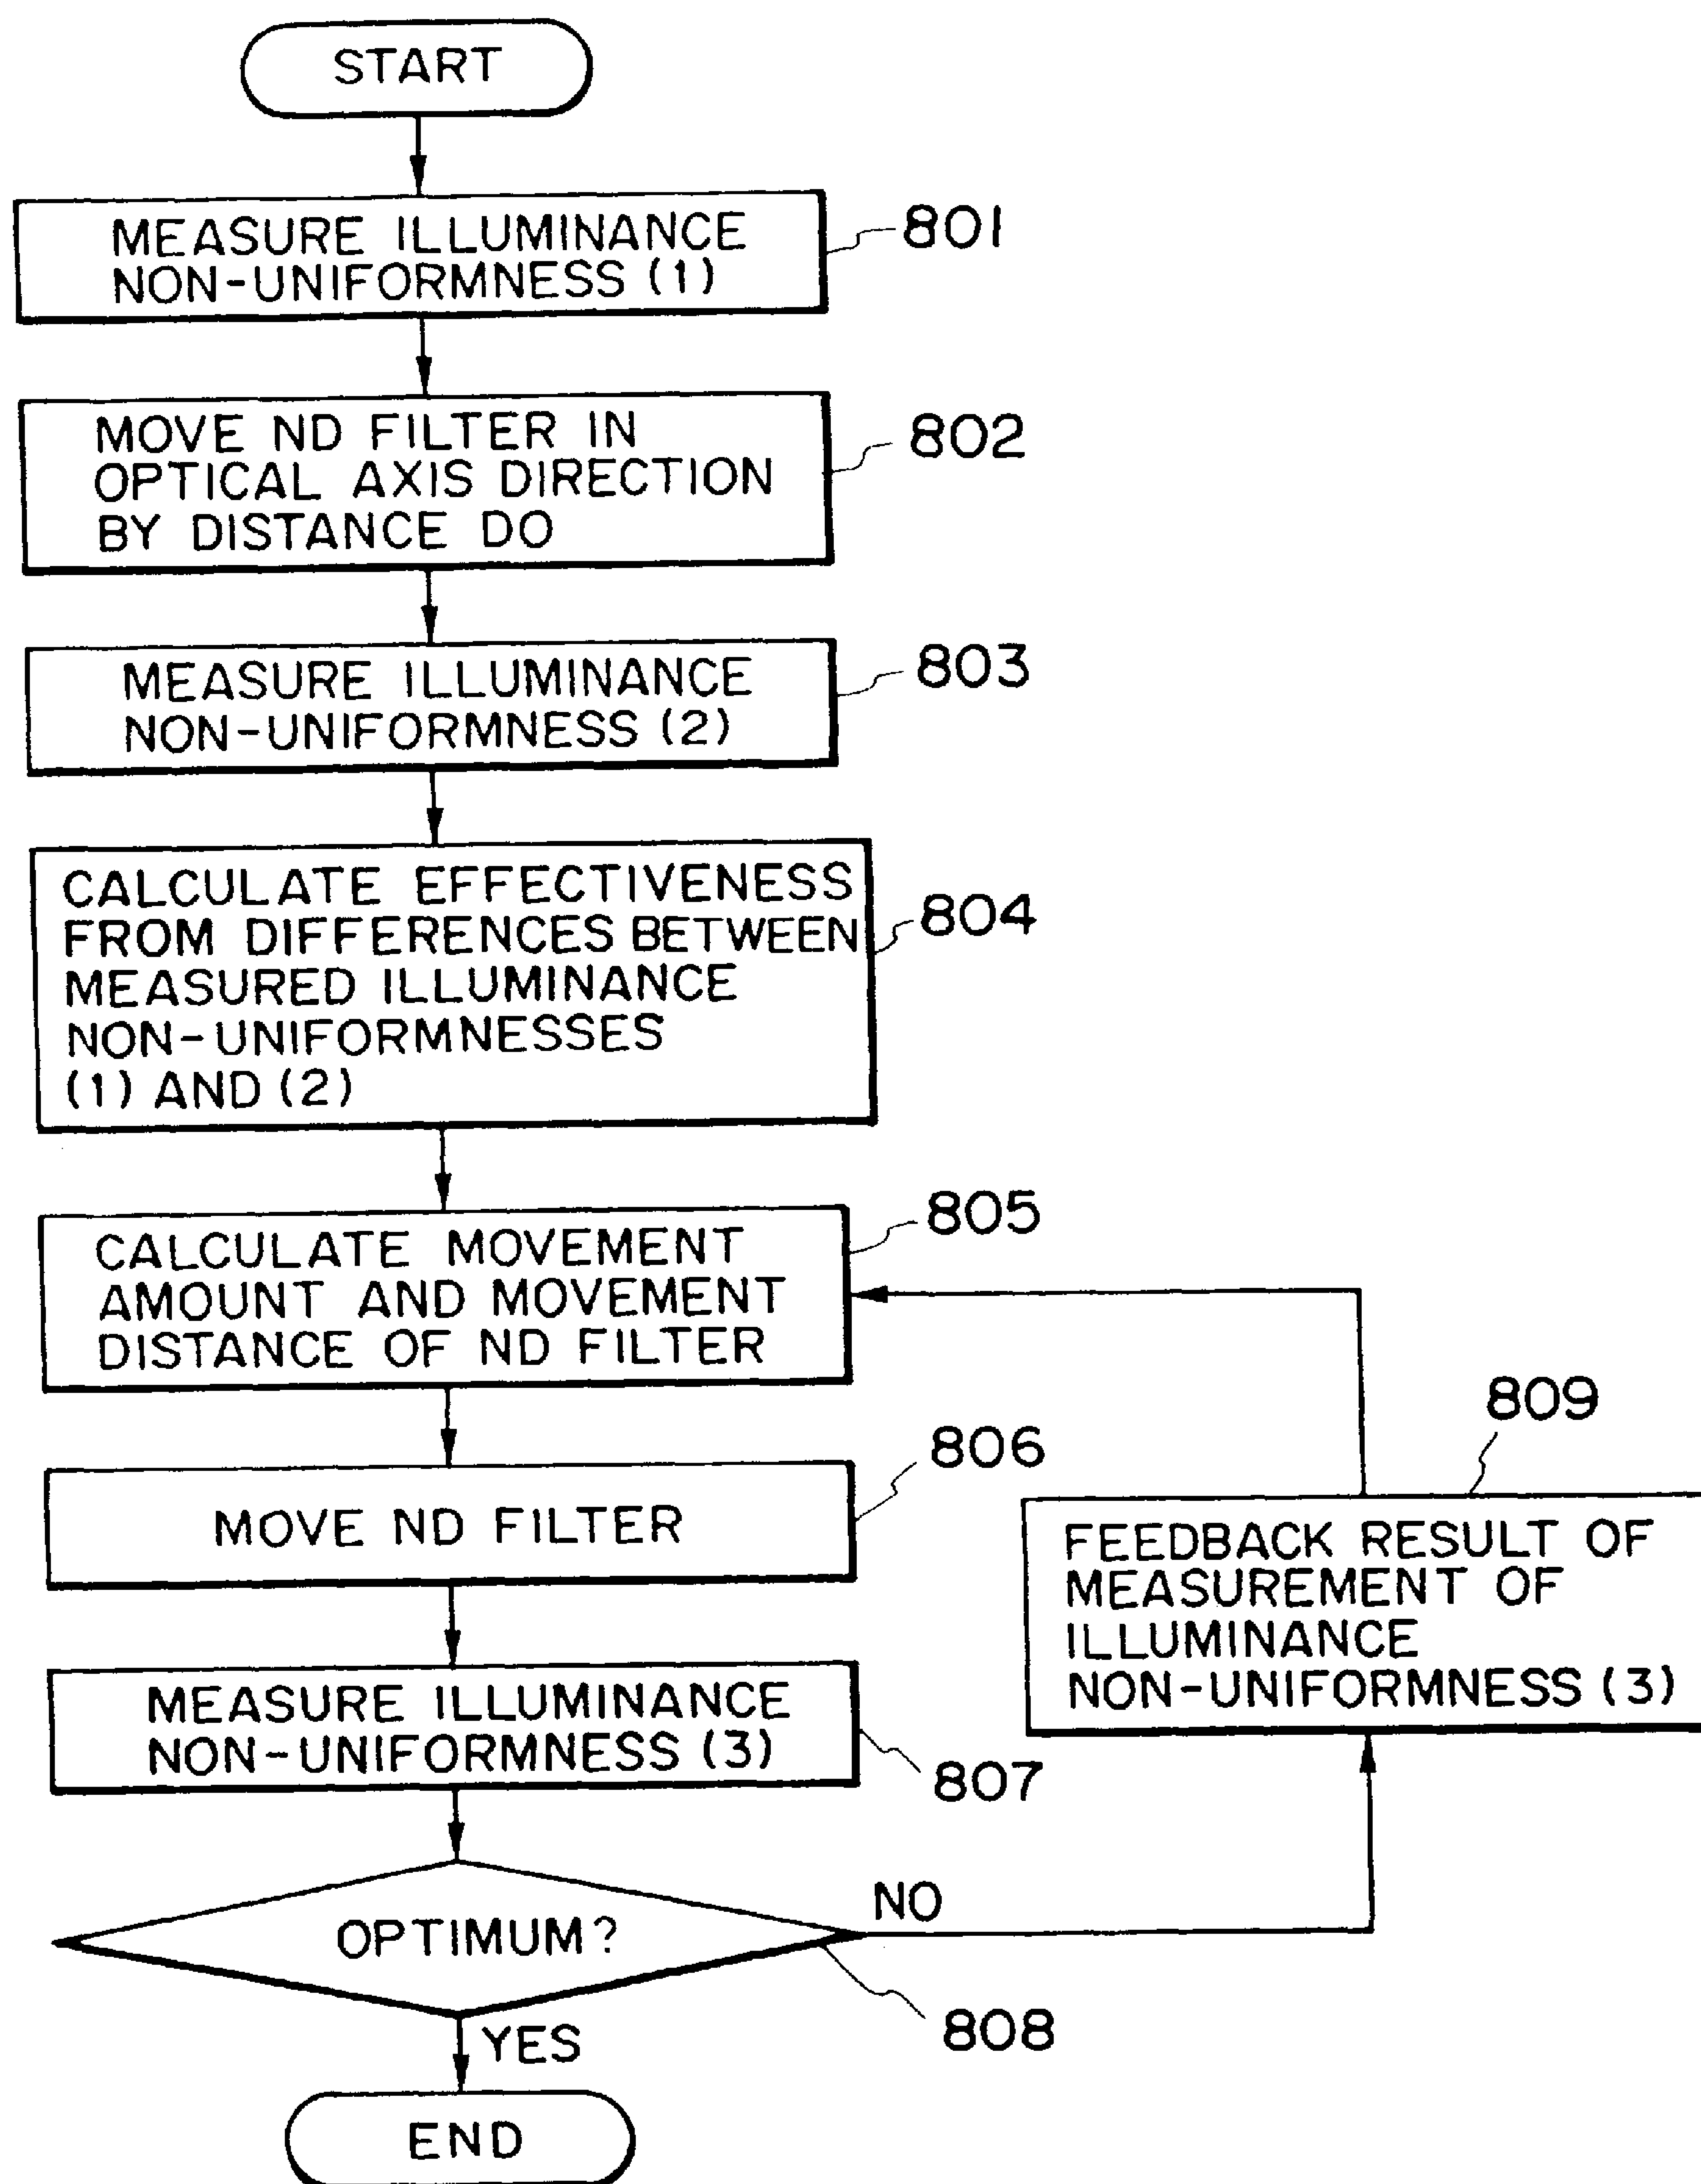 START
MEASURE ILLUMINANCE
NON-UNIFORMNESS (1)
801
MOVE ND FILTER IN
OPTICAL AXIS DIRECTION
BY DISTANCE DO
802
MEASURE ILLUMINANCE
NON-UNIFORMNESS (2)
803
CALCULATE EFFECTIVENESS
FROM DIFFERENCES BETWEEN
MEASURED ILLUMINANCE
NON-UNIFORMNESSES
(1) AND (2)
804
CALCULATE MOVEMENT
AMOUNT AND MOVEMENT
DISTANCE OF ND FILTER
805
MOVE ND FILTER
806
MEASURE ILLUMINANCE
NON-UNIFORMNESS (3)
807
OPTIMUM?
808
NO
809
FEEDBACK RESULT OF
MEASUREMENT OF
ILLUMINANCE
NON-UNIFORMNESS (3)
YES
END